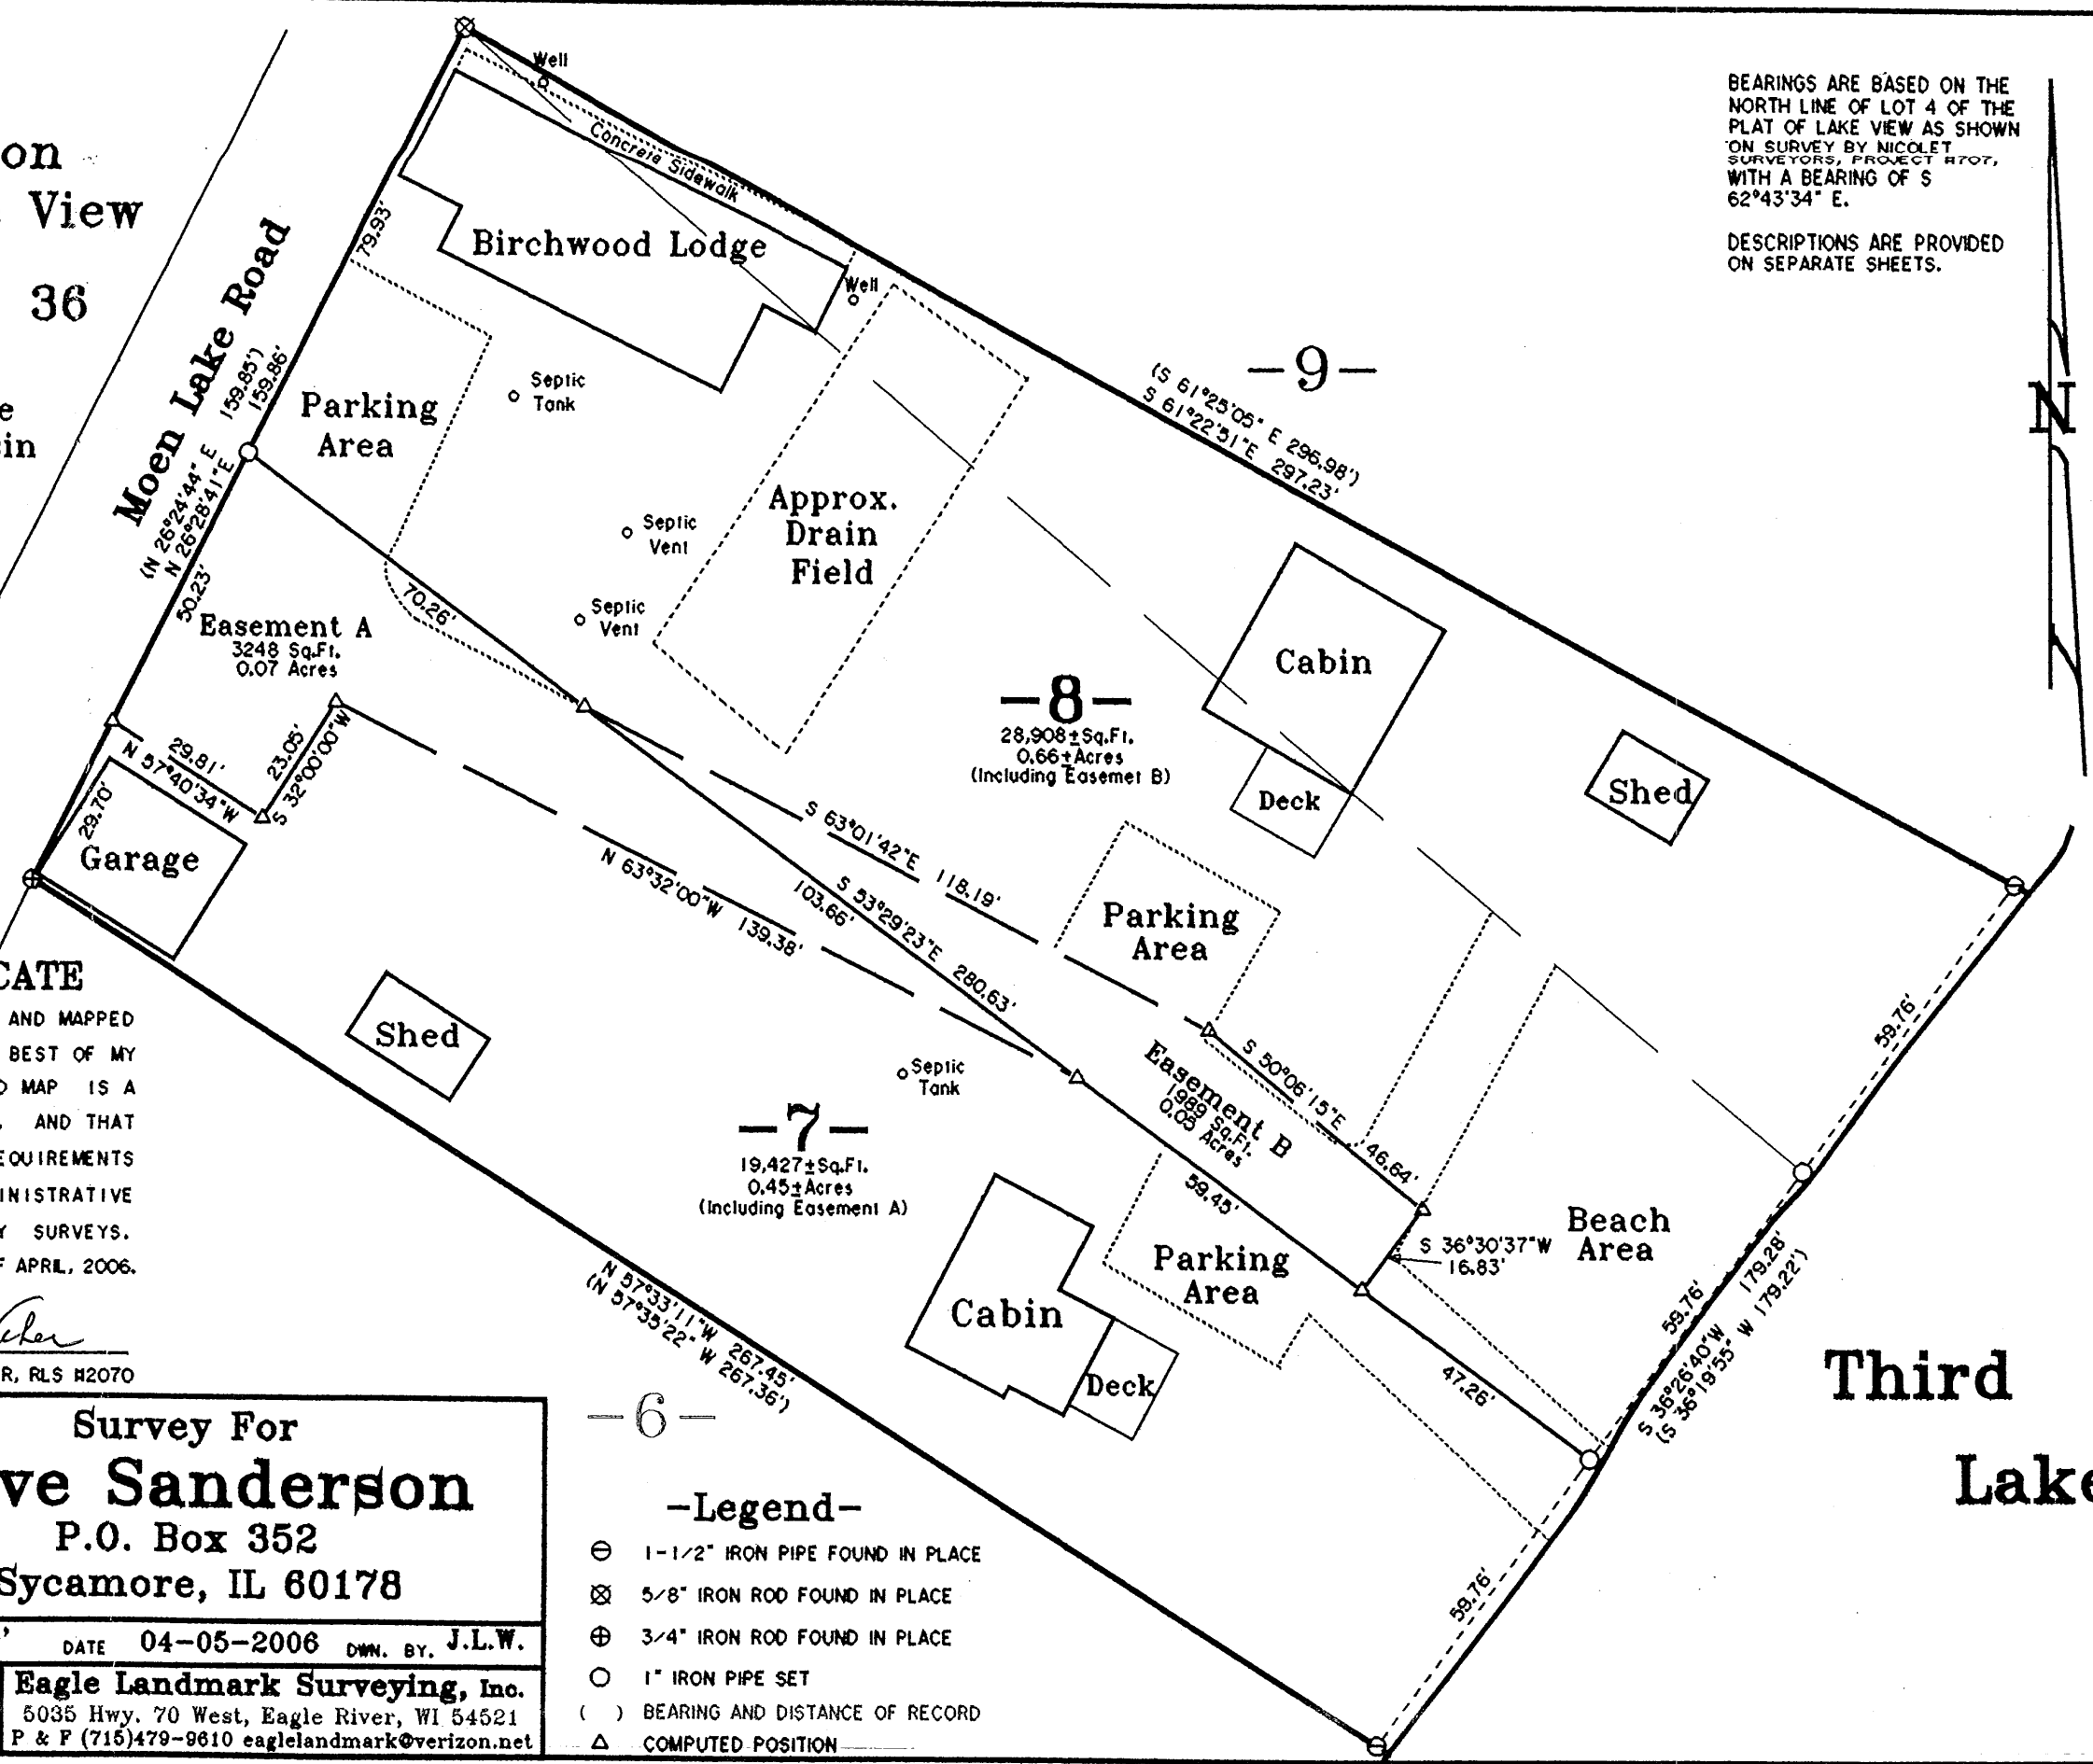 on
View
36
e
in
Moen Lake Road
(N 26°24'44" E 159.85')
N 26°28'41"E 159.86'
79.93'
50.23'
29.70'
Well
Concrete Sidewalk
Birchwood Lodge
Well
Parking
Area
Septic
Tank
Septic
Vent
Septic
Vent
Approx.
Drain
Field
70.26'
Easement A
3248 Sq.Ft.
0.07 Acres
29.81'
N 57°40'34"W
23.05'
S 32°00'00"W
Garage
BEARINGS ARE BASED ON THE
NORTH LINE OF LOT 4 OF THE
PLAT OF LAKE VIEW AS SHOWN
ON SURVEY BY NICOLET
SURVEYORS, PROJECT #707,
WITH A BEARING OF S
62°43'34" E.
DESCRIPTIONS ARE PROVIDED
ON SEPARATE SHEETS.
N
-9-
(S 61°25'05" E 296.98')
S 61°22'51"E 297.23'
-8-
28,908±Sq.Ft.
0.66±Acres
(Including Easemet B)
Cabin
Deck
Shed
Parking
Area
S 63°01'42"E 118.19'
N 63°32'00"W 139.38'
S 53°29'23"E 280.63'
103.66'
Easement B
1989 Sq.Ft.
0.05 Acres
S 50°06'15"E 46.64'
59.45'
S 36°30'37"W
16.83'
Beach
Area
59.76'
59.76'
S 36°26'40"W 179.28'
(S 36°19'55" W 179.22')
47.26'
59.76'
Third
Lake
Shed
Septic
Tank
-7-
19,427±Sq.Ft.
0.45±Acres
(Including Easement A)
Parking
Area
Cabin
Deck
N 57°33'11"W 267.45'
(N 57°35'22" W 267.36')
-6-
CATE
AND MAPPED
BEST OF MY
D MAP IS A
AND THAT
EQUIREMENTS
INISTRATIVE
Y SURVEYS.
F APRIL, 2006.
R, RLS #2070
Survey For
ve Sanderson
P.O. Box 352
Sycamore, IL 60178
' DATE 04-05-2006 DWN. BY. J.L.W.
Eagle Landmark Surveying, Inc.
5035 Hwy. 70 West, Eagle River, WI 54521
P & F (715)479-9610 eaglelandmark@verizon.net
-Legend-
1-1/2" IRON PIPE FOUND IN PLACE
5/8" IRON ROD FOUND IN PLACE
3/4" IRON ROD FOUND IN PLACE
1" IRON PIPE SET
( ) BEARING AND DISTANCE OF RECORD
COMPUTED POSITION